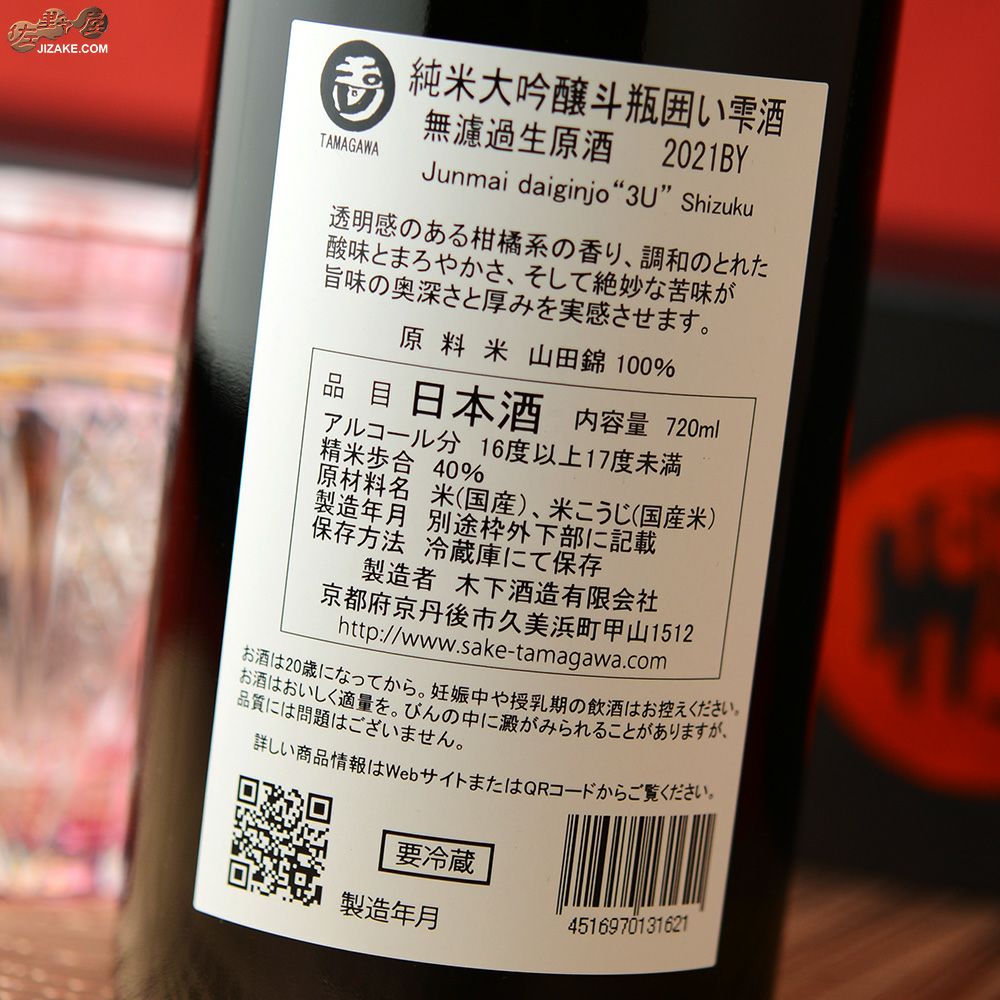 佐野屋
JIZAKE.COM
玉川
TAMAGAWA
純米大吟醸斗瓶囲い雫酒
無濾過生原酒 2021BY
Junmai daiginjo“3U” Shizuku
透明感のある柑橘系の香り、調和のとれた
酸味とまろやかさ、そして絶妙な苦味が
旨味の奥深さと厚みを実感させます。
原料米 山田錦 100%
品目 日本酒 内容量 720ml
アルコール分 16度以上17度未満
精米歩合 40%
原材料名 米(国産)、米こうじ(国産米)
製造年月 別途枠外下部に記載
保存方法 冷蔵庫にて保存
製造者 木下酒造有限会社
京都府京丹後市久美浜町甲山1512
http://www.sake-tamagawa.com
お酒は20歳になってから。妊娠中や授乳期の飲酒はお控えください。
お酒はおいしく適量を。びんの中に澱がみられることがありますが、
品質には問題はございません。
詳しい商品情報はWebサイトまたはQRコードからご覧ください。
要冷蔵
製造年月
4516970131621